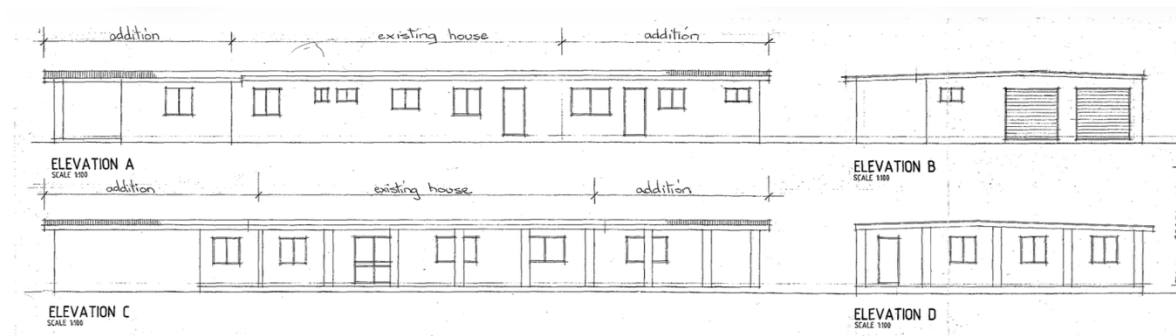 addition existing house addition
ELEVATION A
SCALE 1:100
ELEVATION B
SCALE 1:100
addition existing house addition
ELEVATION C
SCALE 1:100
ELEVATION D
SCALE 1:100